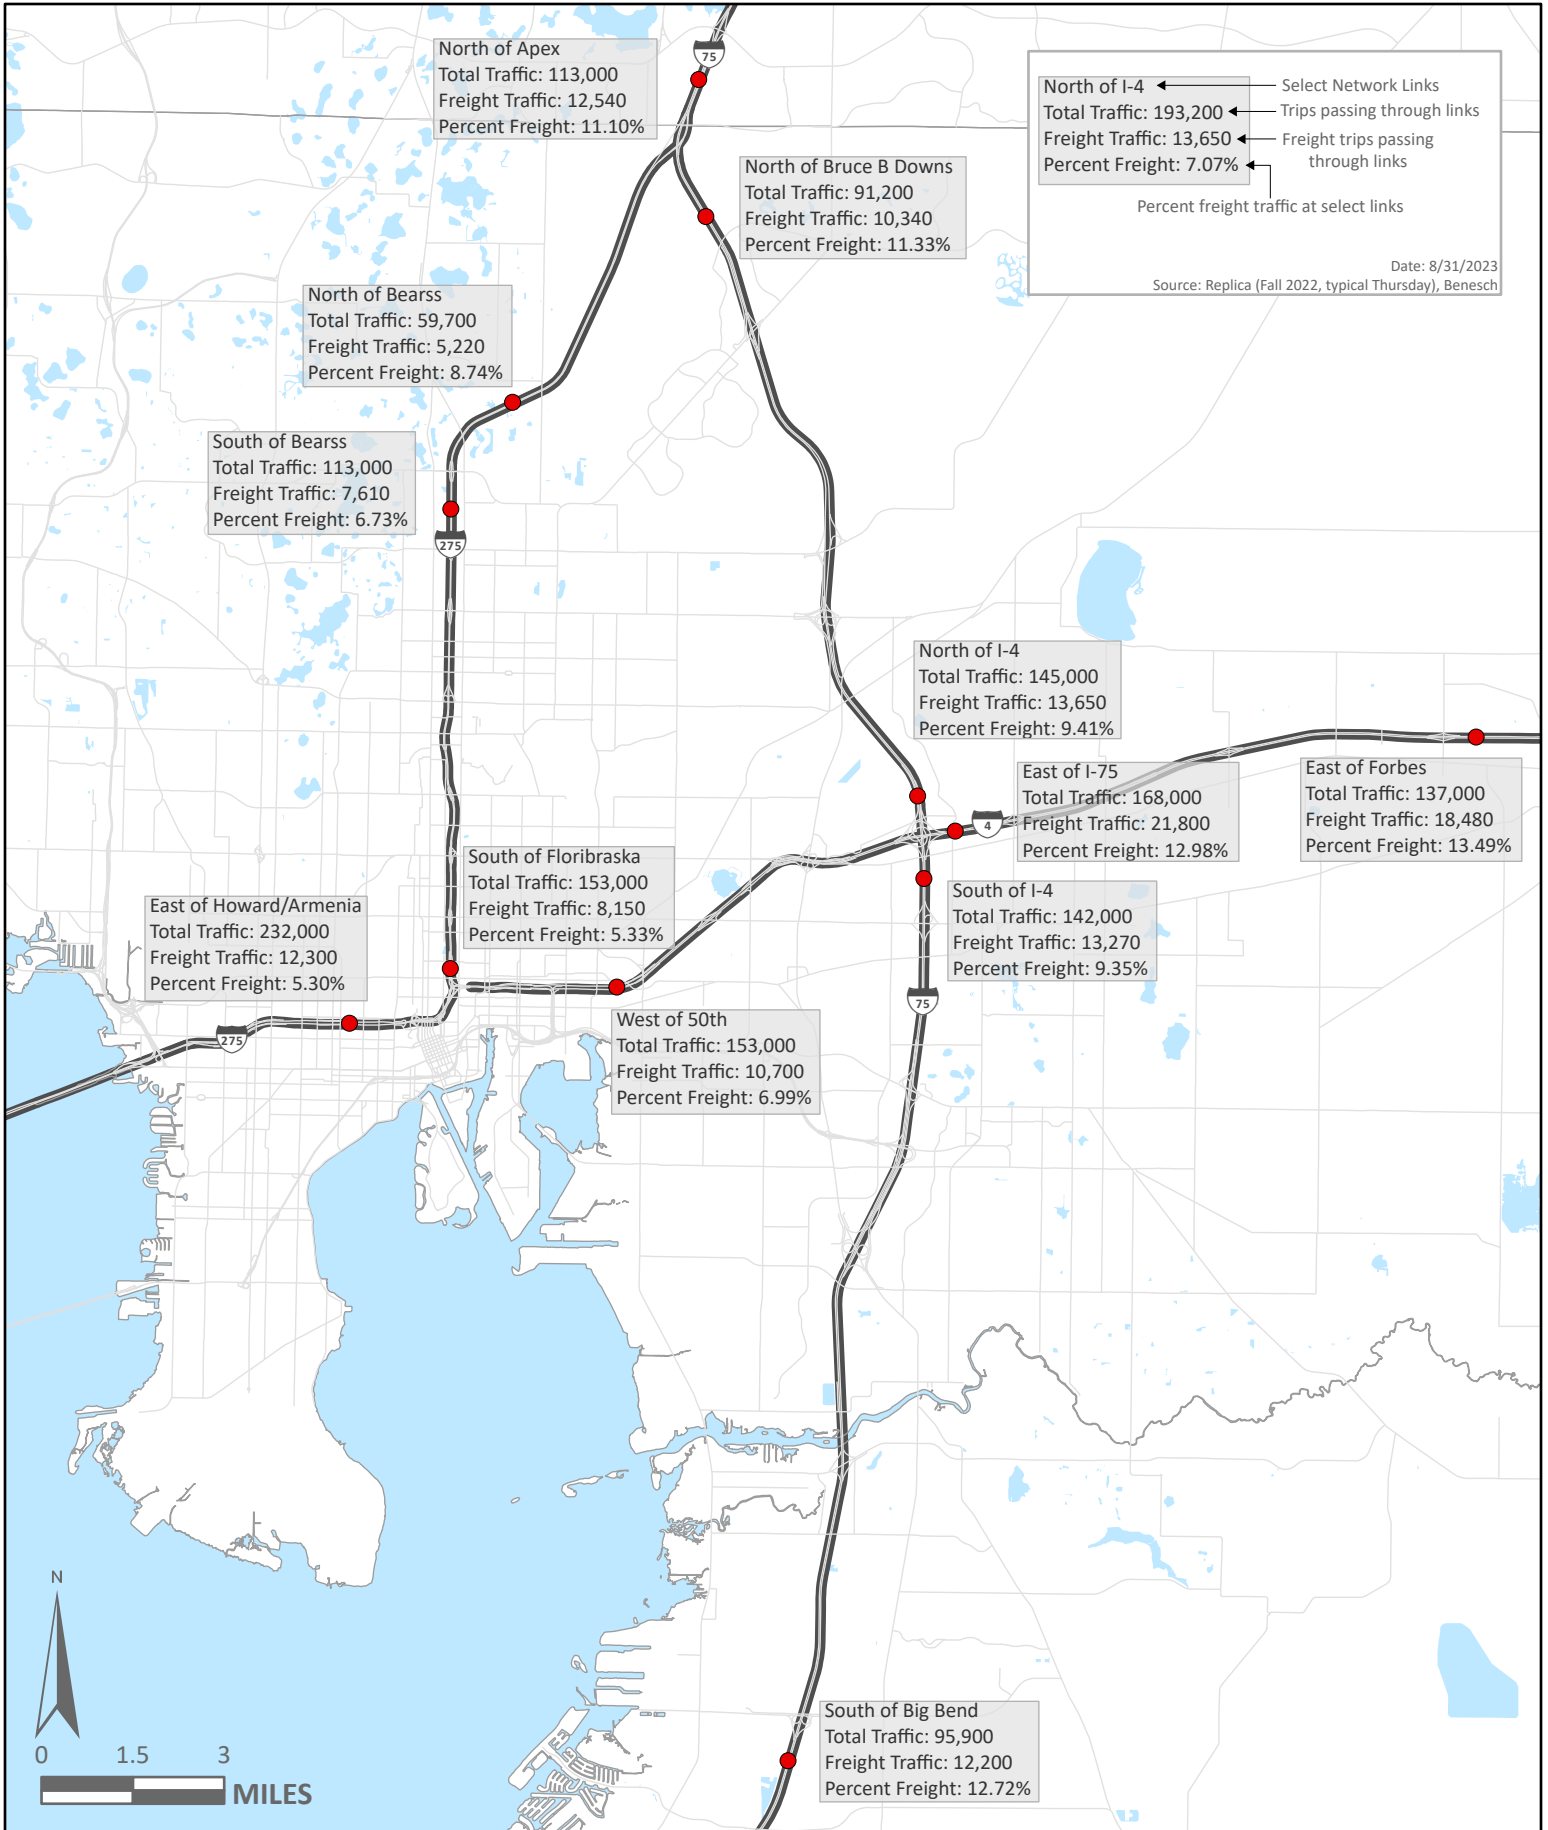 75
North of Apex
Total Traffic: 113,000
Freight Traffic: 12,540
Percent Freight: 11.10%
North of I-4
Total Traffic: 193,200
Freight Traffic: 13,650
Percent Freight: 7.07%
Select Network Links
Trips passing through links
Freight trips passing
through links
Percent freight traffic at select links
Date: 8/31/2023
Source: Replica (Fall 2022, typical Thursday), Benesch
North of Bruce B Downs
Total Traffic: 91,200
Freight Traffic: 10,340
Percent Freight: 11.33%
North of Bearss
Total Traffic: 59,700
Freight Traffic: 5,220
Percent Freight: 8.74%
South of Bearss
Total Traffic: 113,000
Freight Traffic: 7,610
Percent Freight: 6.73%
275
North of I-4
Total Traffic: 145,000
Freight Traffic: 13,650
Percent Freight: 9.41%
East of I-75
Total Traffic: 168,000
Freight Traffic: 21,800
Percent Freight: 12.98%
4
East of Forbes
Total Traffic: 137,000
Freight Traffic: 18,480
Percent Freight: 13.49%
South of Floribraska
Total Traffic: 153,000
Freight Traffic: 8,150
Percent Freight: 5.33%
South of I-4
Total Traffic: 142,000
Freight Traffic: 13,270
Percent Freight: 9.35%
East of Howard/Armenia
Total Traffic: 232,000
Freight Traffic: 12,300
Percent Freight: 5.30%
75
275
West of 50th
Total Traffic: 153,000
Freight Traffic: 10,700
Percent Freight: 6.99%
South of Big Bend
Total Traffic: 95,900
Freight Traffic: 12,200
Percent Freight: 12.72%
N
0 1.5 3
MILES